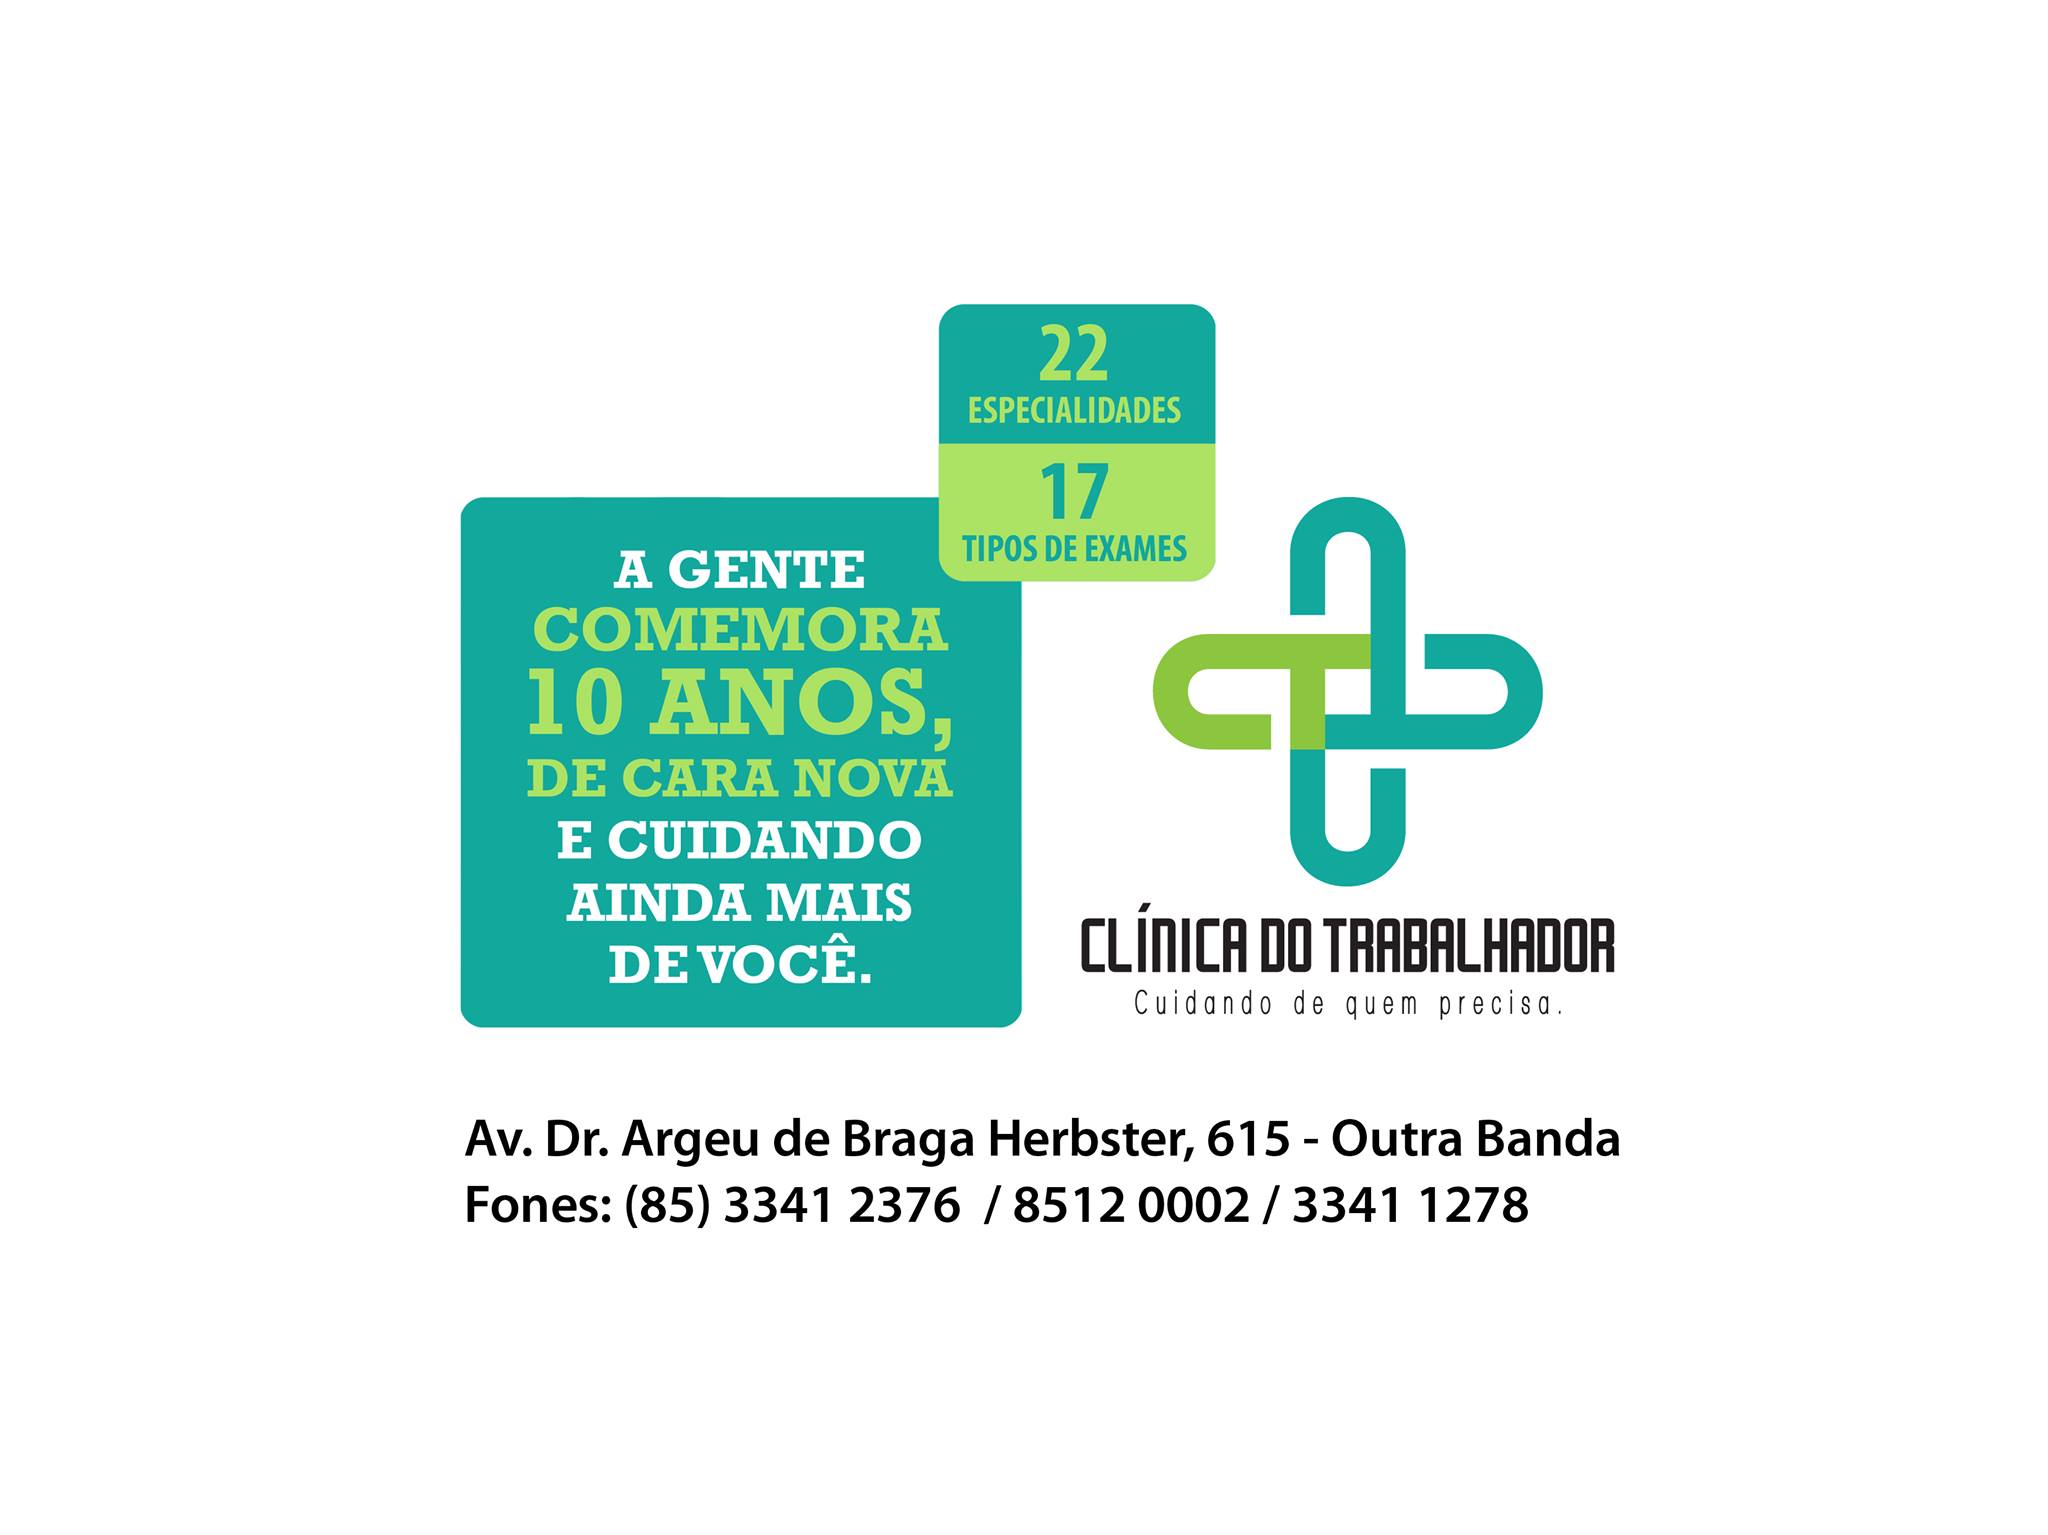 22
ESPECIALIDADES
17
TIPOS DE EXAMES
A GENTE
COMEMORA
10 ANOS,
DE CARA NOVA
E CUIDANDO
AINDA MAIS
DE VOCÊ.
CLÍNICA DO TRABALHADOR
Cuidando de quem precisa.
Av. Dr. Argeu de Braga Herbster, 615 - Outra Banda
Fones: (85) 3341 2376 / 8512 0002 / 3341 1278